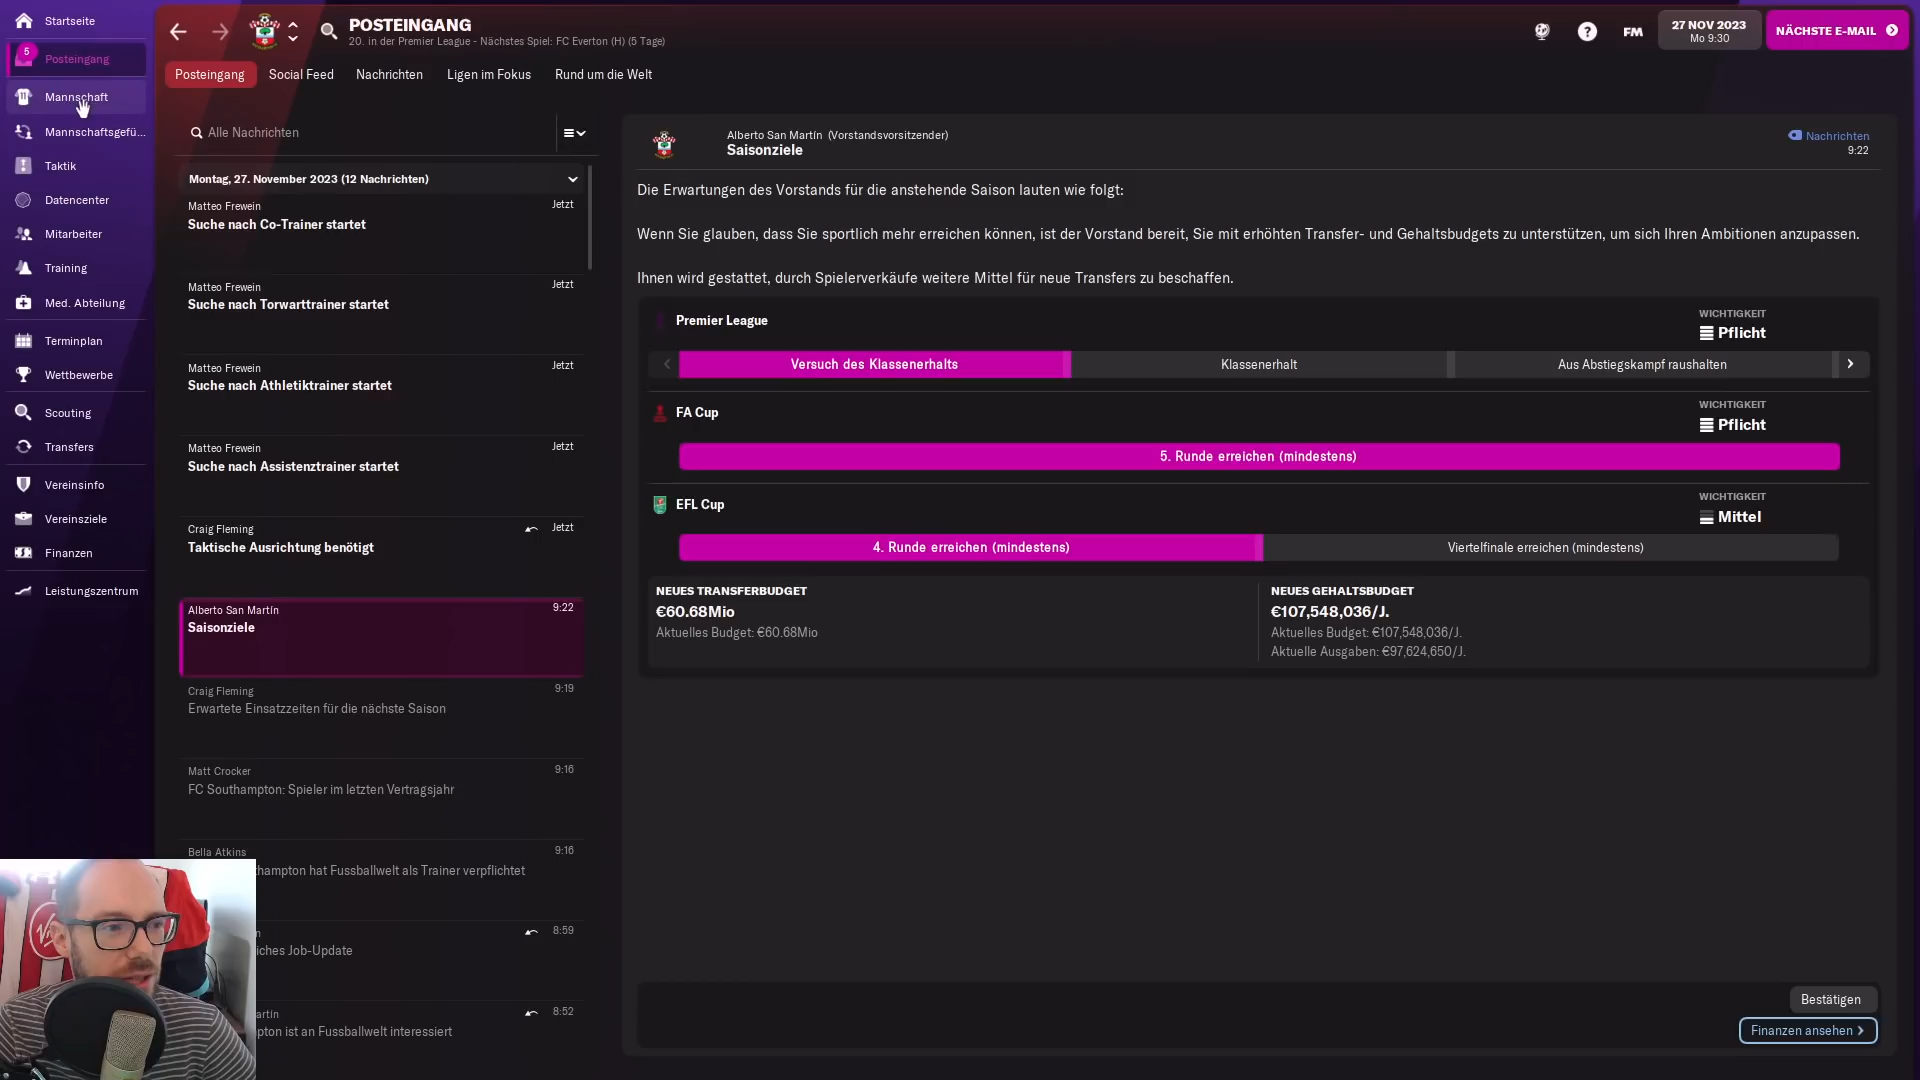 Startseite
5
Posteingang
Mannschaft
Mannschaftsgefü...
Taktik
Datencenter
Mitarbeiter
Training
Med. Abteilung
Terminplan
Wettbewerbe
Scouting
Transfers
Vereinsinfo
Vereinsziele
Finanzen
Leistungszentrum
POSTEINGANG
20. in der Premier League - Nächstes Spiel: FC Everton (H) (5 Tage)
FM
27 NOV 2023
Mo 9:30
NÄCHSTE E-MAIL
Posteingang
Social Feed
Nachrichten
Ligen im Fokus
Rund um die Welt
Alle Nachrichten
Montag, 27. November 2023 (12 Nachrichten)
Matteo Frewein
Jetzt
Suche nach Co-Trainer startet
Matteo Frewein
Jetzt
Suche nach Torwarttrainer startet
Matteo Frewein
Jetzt
Suche nach Athletiktrainer startet
Matteo Frewein
Jetzt
Suche nach Assistenztrainer startet
Craig Fleming
Jetzt
Taktische Ausrichtung benötigt
Alberto San Martín
9:22
Saisonziele
Craig Fleming
9:19
Erwartete Einsatzzeiten für die nächste Saison
Matt Crocker
9:16
FC Southampton: Spieler im letzten Vertragsjahr
Bella Atkins
9:16
hampton hat Fussballwelt als Trainer verpflichtet
8:59
iches Job-Update
artín
8:52
pton ist an Fussballwelt interessiert
Alberto San Martín (Vorstandsvorsitzender)
Saisonziele
Nachrichten
9:22
Die Erwartungen des Vorstands für die anstehende Saison lauten wie folgt:
Wenn Sie glauben, dass Sie sportlich mehr erreichen können, ist der Vorstand bereit, Sie mit erhöhten Transfer- und Gehaltsbudgets zu unterstützen, um sich Ihren Ambitionen anzupassen.
Ihnen wird gestattet, durch Spielerverkäufe weitere Mittel für neue Transfers zu beschaffen.
Premier League
WICHTIGKEIT
Pflicht
Versuch des Klassenerhalts
Klassenerhalt
Aus Abstiegskampf raushalten
FA Cup
WICHTIGKEIT
Pflicht
5. Runde erreichen (mindestens)
EFL Cup
WICHTIGKEIT
Mittel
4. Runde erreichen (mindestens)
Viertelfinale erreichen (mindestens)
NEUES TRANSFERBUDGET
€60.68Mio
Aktuelles Budget: €60.68Mio
NEUES GEHALTSBUDGET
€107,548,036/J.
Aktuelles Budget: €107,548,036/J.
Aktuelle Ausgaben: €97,624,650/J.
Bestätigen
Finanzen ansehen